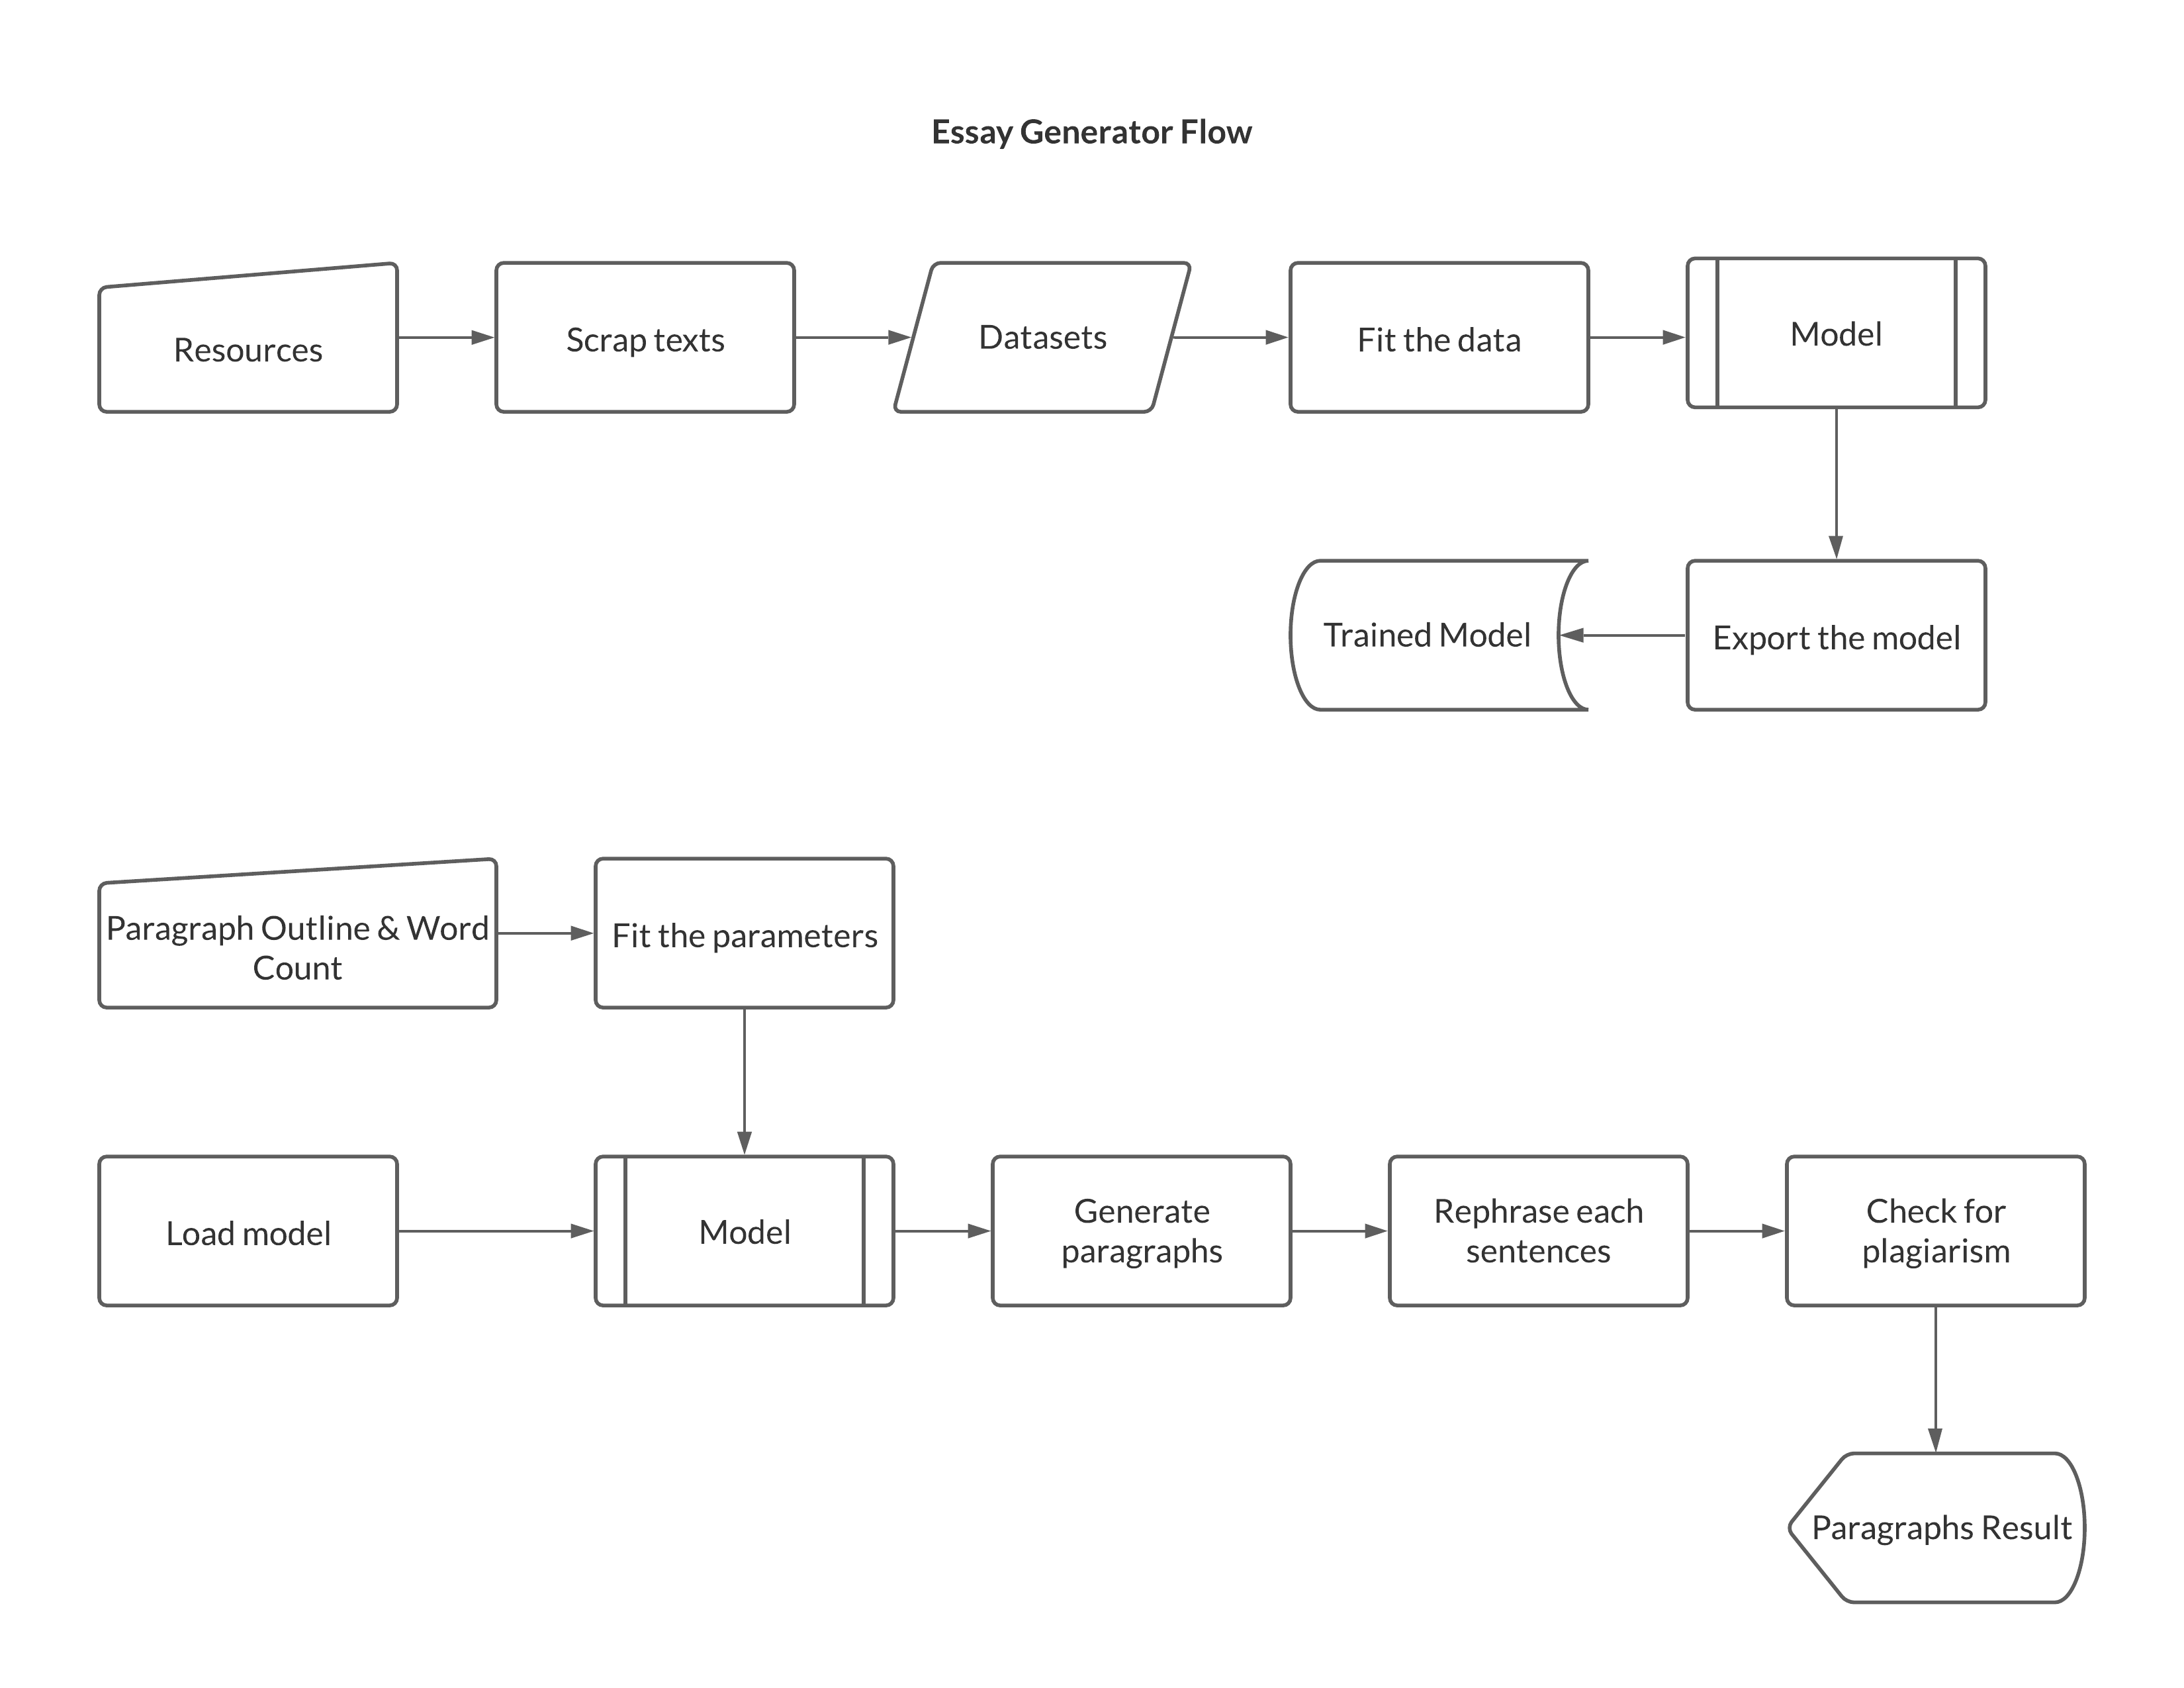 Essay Generator Flow
Resources
Scrap texts
Datasets
Fit the data
Model
Trained Model
Export the model
Paragraph Outline & Word
Count
Fit the parameters
Load model
Model
Generate
paragraphs
Rephrase each
sentences
Check for
plagiarism
Paragraphs Result